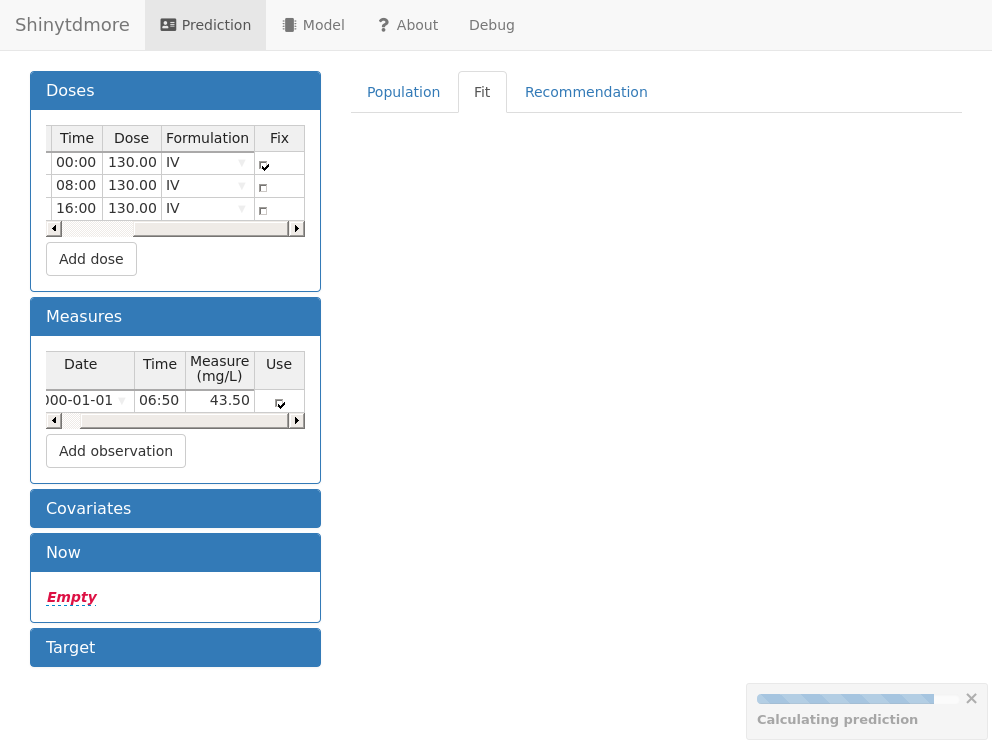 Shinytdmore Prediction Model ? About Debug
Doses
Population Fit Recommendation
Time Dose Formulation Fix
00:00 130.00 IV
08:00 130.00 IV
16:00 130.00 IV
Add dose
Measures
Date Time Measure (mg/L) Use
000-01-01 06:50 43.50
Add observation
Covariates
Now
Empty
Target
Calculating prediction